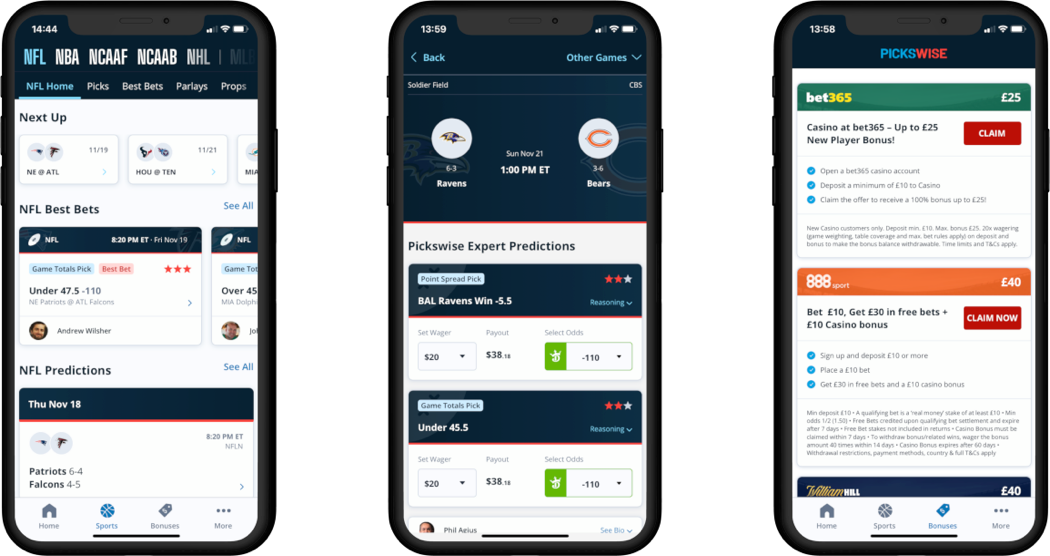 14:44
NFL NBA NCAAF NCAAB NHL | MLB
NFL Home Picks Best Bets Parlays Props
Next Up
11/19
NE @ ATL
11/21
HOU @ TEN
MIA
NFL Best Bets
See All
NFL 8:20 PM ET · Fri Nov 19
Game Totals Pick Best Bet
Under 47.5 -110
NE Patriots @ ATL Falcons
Andrew Wilsher
NFL
Game Tot
Over 45
MIA Dolph
NFL Predictions
See All
Thu Nov 18
8:20 PM ET
NFLN
Patriots 6-4
Falcons 4-5
Home Sports Bonuses More
13:59
Back
Other Games
Soldier Field
CBS
Sun Nov 21
1:00 PM ET
6-3
Ravens
3-6
Bears
Pickswise Expert Predictions
Point Spread Pick
BAL Ravens Win -5.5
Reasoning
Set Wager Payout Select Odds
$20 $38.18 -110
Game Totals Pick
Under 45.5
Reasoning
Set Wager Payout Select Odds
$20 $38.18 -110
Phil Agius
See Bio
13:58
PICKSWISE
bet365
£25
Casino at bet365 – Up to £25
New Player Bonus!
CLAIM
Open a bet365 casino account
Deposit a minimum of £10 to Casino
Claim the offer to receive a 100% bonus up to £25!
New Casino customers only. Deposit min. £10. Max. bonus £25. 20x wagering
(game weighting, table coverage and max. bet rules apply) on deposit and
bonus to make the bonus balance withdrawable. Time limits and T&Cs apply.
888 sport
£40
Bet £10, Get £30 in free bets +
£10 Casino bonus
CLAIM NOW
Sign up and deposit £10 or more
Place a £10 bet
Get £30 in free bets and a £10 casino bonus
Min deposit £10 • A qualifying bet is a 'real money' stake of at least £10 • Min
odds 1/2 (1.50) • Free Bets credited upon qualifying bet settlement and expire
after 7 days • Free Bet stakes not included in returns • Casino Bonus must be
claimed within 7 days • To withdraw bonus/related wins, wager the bonus
amount 40 times within 14 days • Casino Bonus expires after 60 days •
Withdrawal restrictions, payment methods, country & full T&Cs apply
William HILL
£40
Home Sports Bonuses More